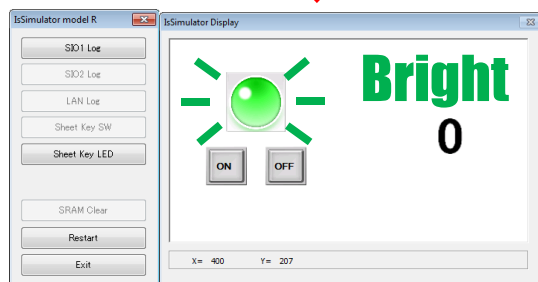 IsSimulator model R
SIO1 Log
SIO2 Log
LAN Log
Sheet Key SW
Sheet Key LED
SRAM Clear
Restart
Exit
IsSimulator Display
Bright
0
ON OFF
X= 400 Y= 207